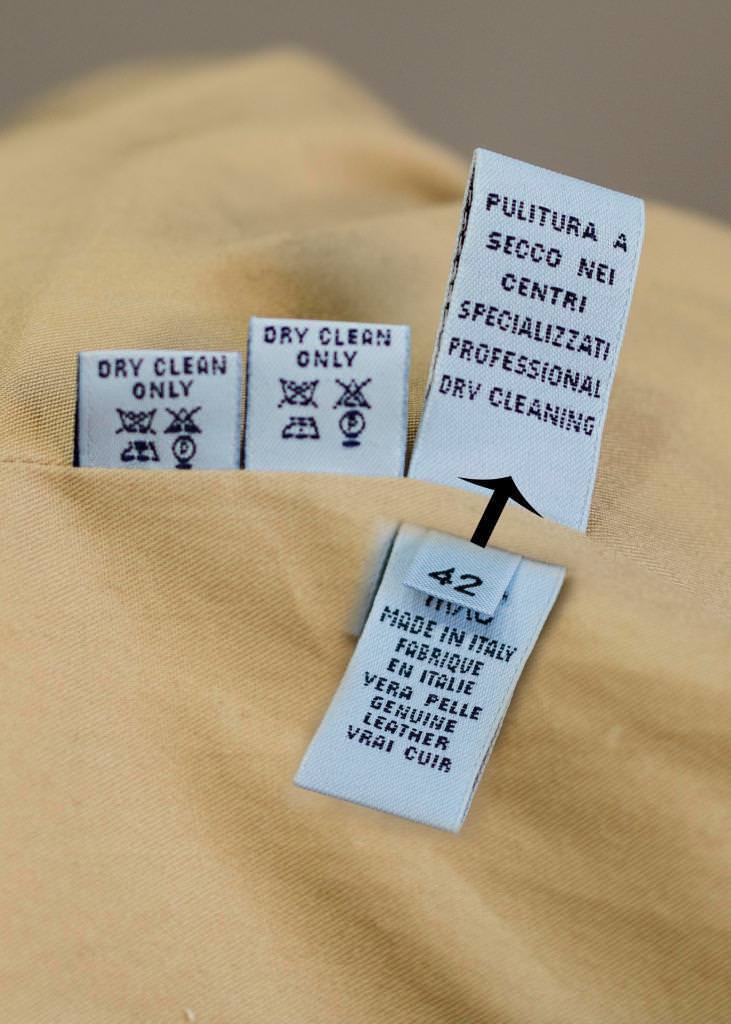 DRY CLEAN
ONLY
P
DRY CLEAN
ONLY
P
PULITURA A
SECCO NEI
CENTRI
SPECIALIZZATI
PROFESSIONAL
DRY CLEANING
42
MADE IN ITALY
FABRIQUE
EN ITALIE
VERA PELLE
GENUINE
LEATHER
VRAI CUIR